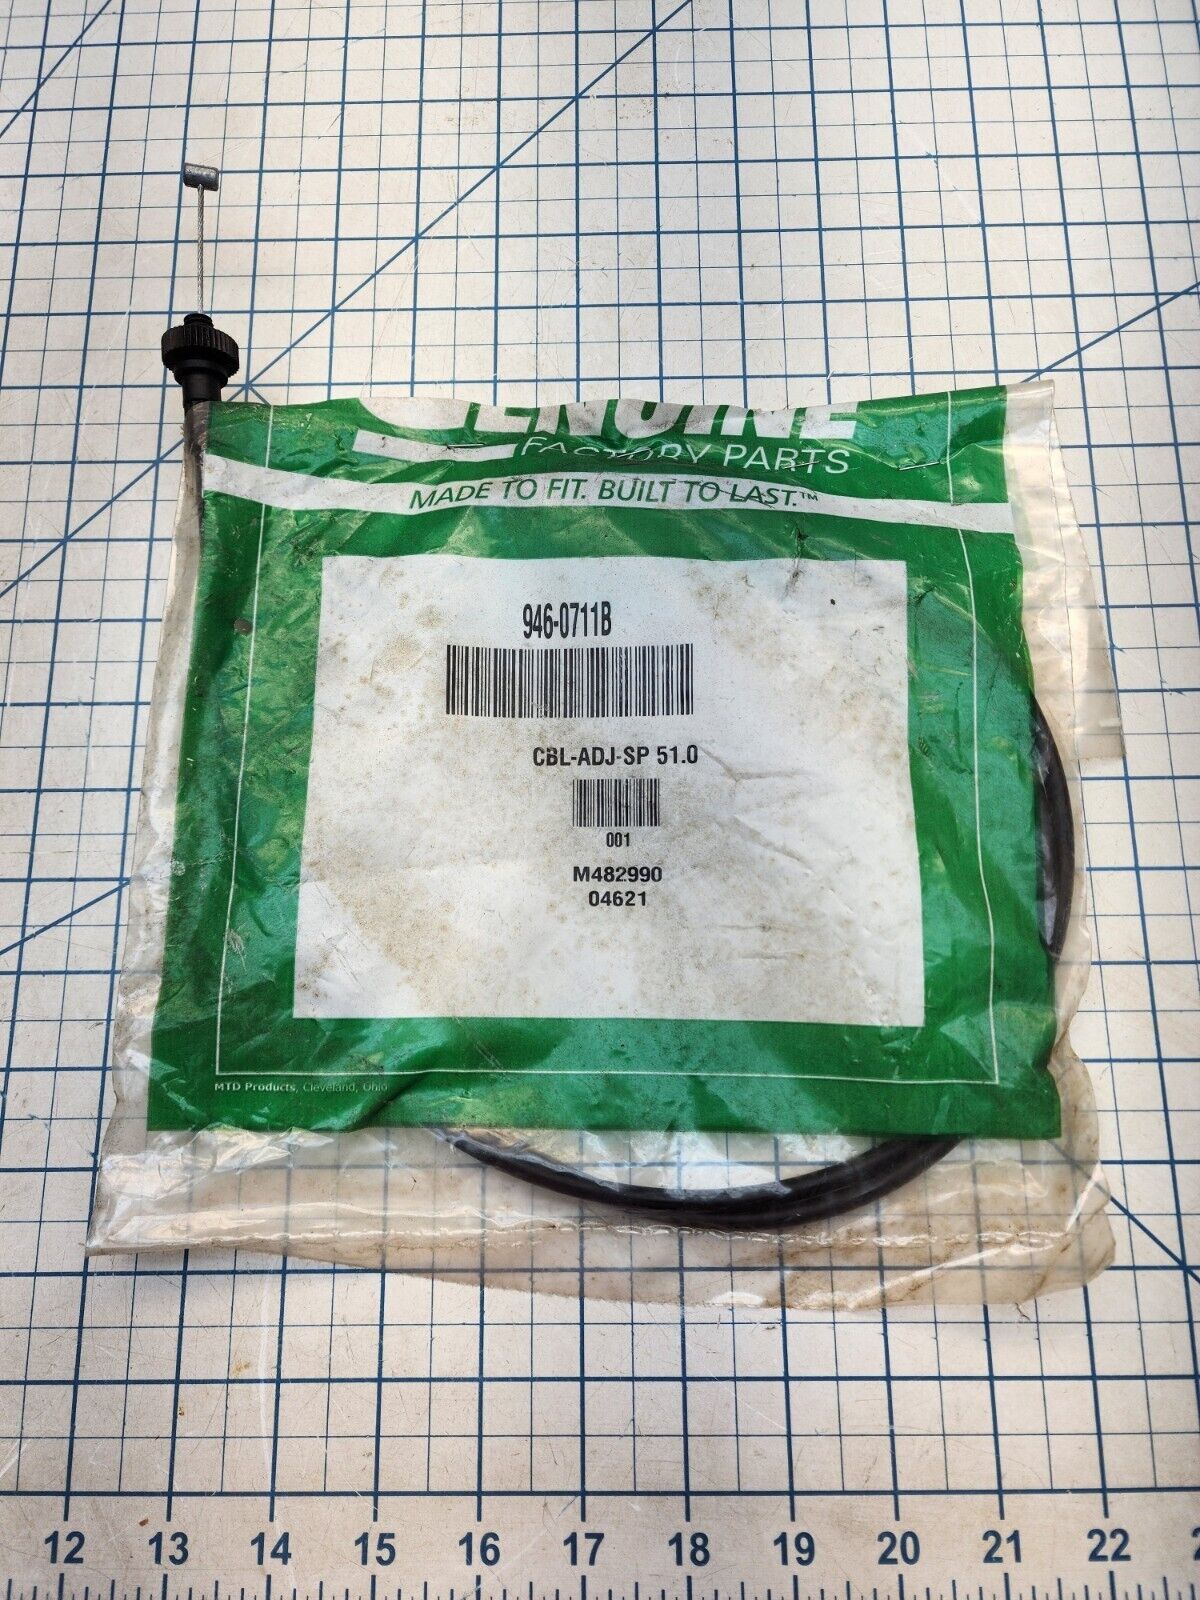 GENUINE
FACTORY PARTS
MADE TO FIT. BUILT TO LAST.™
946-0711B
CBL-ADJ-SP 51.0
001
M482990
04621
MTD Products, Cleveland, Ohio
12 13 14 15 16 17 18 19 20 21 22